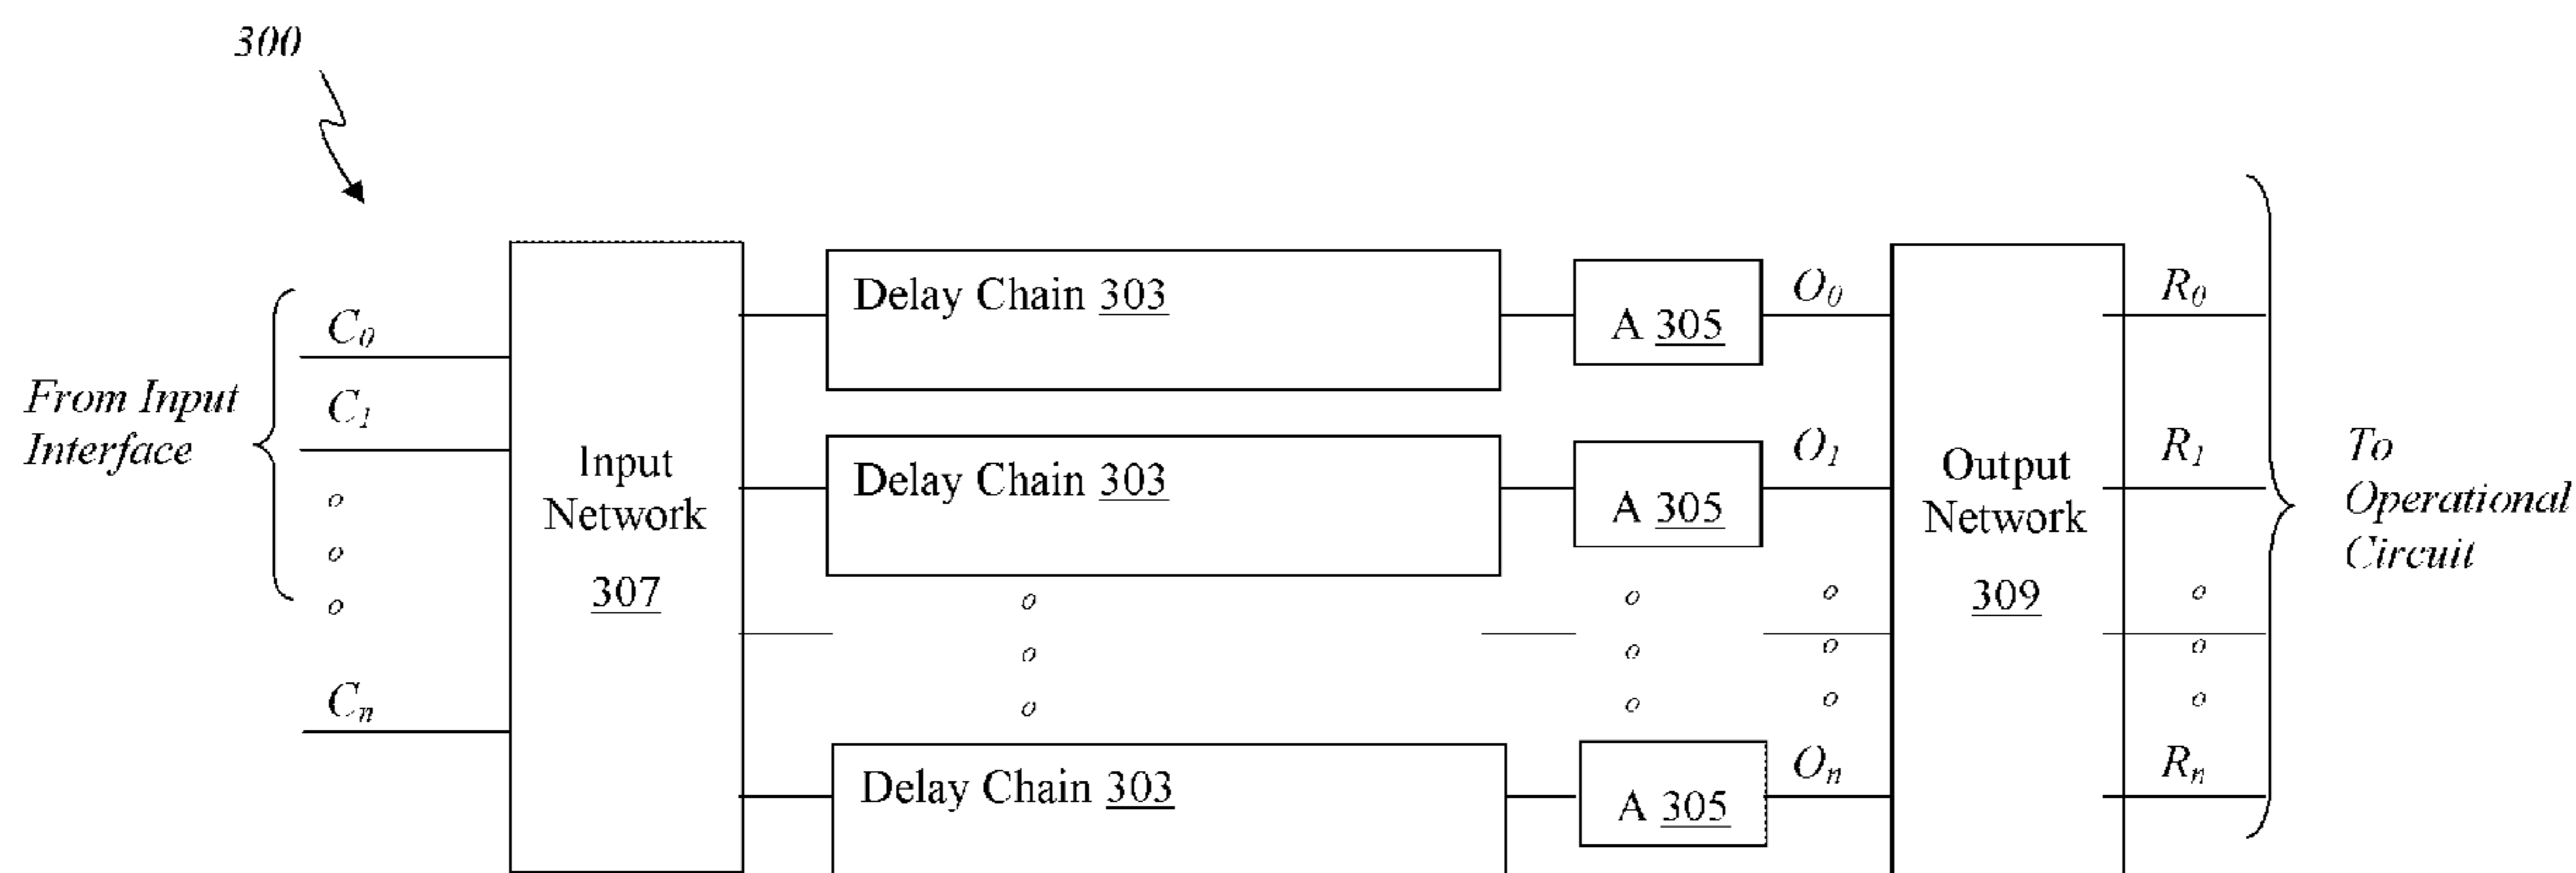 300
From Input
Interface
C0
C1
o
o
o
Cn
Input
Network
307
Delay Chain 303
Delay Chain 303
o
o
o
Delay Chain 303
A 305
A 305
o
o
o
A 305
O0
O1
o
o
o
On
Output
Network
309
R0
R1
o
o
o
Rn
To
Operational
Circuit